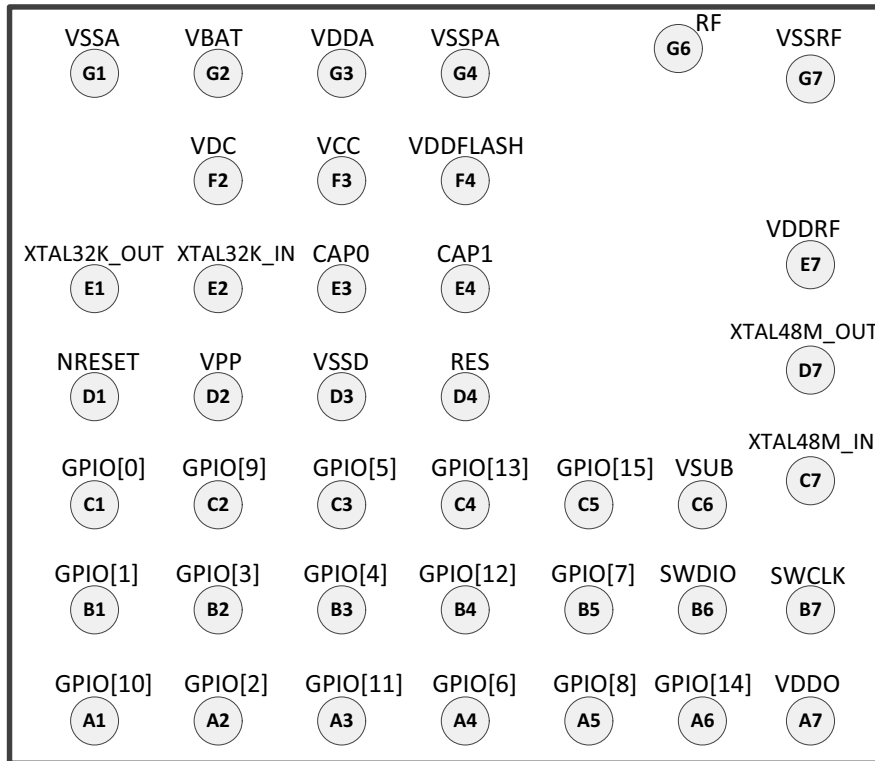 VSSA VBAT VDDA VSSPA RF VSSRF
G1 G2 G3 G4 G6 G7
VDC VCC VDDFLASH
F2 F3 F4
VDDRF
E7
XTAL32K_OUT XTAL32K_IN CAP0 CAP1
E1 E2 E3 E4
XTAL48M_OUT
D7
NRESET VPP VSSD RES
D1 D2 D3 D4
XTAL48M_IN
C7
GPIO[0] GPIO[9] GPIO[5] GPIO[13] GPIO[15] VSUB
C1 C2 C3 C4 C5 C6
GPIO[1] GPIO[3] GPIO[4] GPIO[12] GPIO[7] SWDIO SWCLK
B1 B2 B3 B4 B5 B6 B7
GPIO[10] GPIO[2] GPIO[11] GPIO[6] GPIO[8] GPIO[14] VDDO
A1 A2 A3 A4 A5 A6 A7